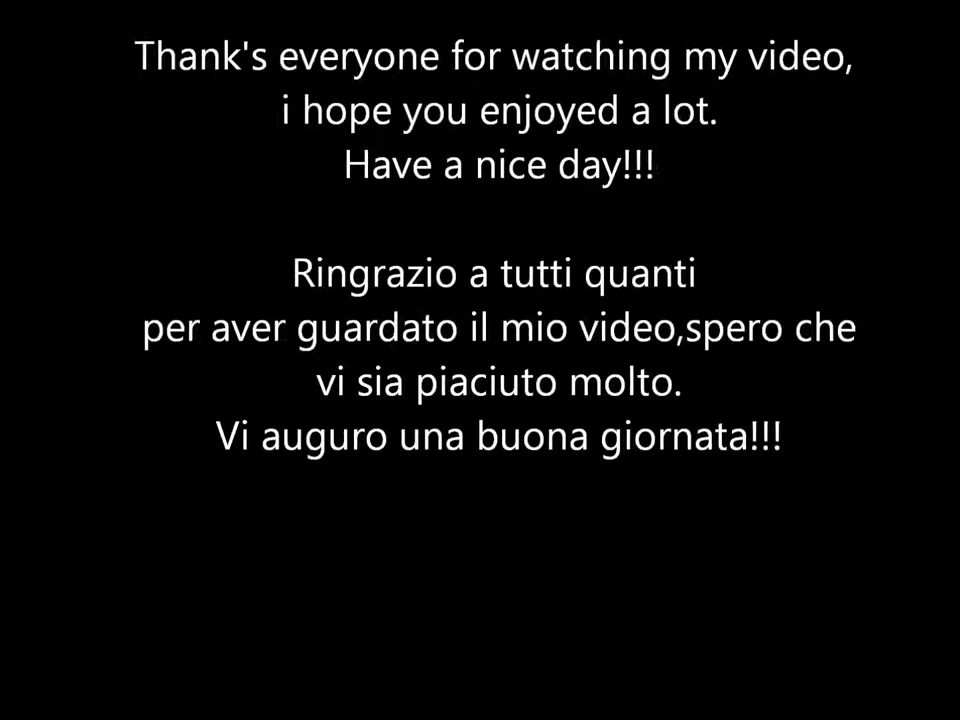 Thank's everyone for watching my video,
i hope you enjoyed a lot.
Have a nice day!!!
Ringrazio a tutti quanti
per aver guardato il mio video,spero che
vi sia piaciuto molto.
Vi auguro una buona giornata!!!